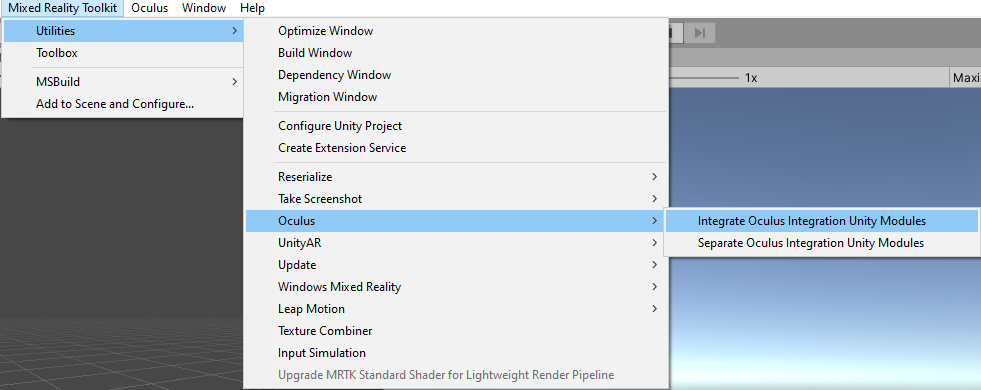 Mixed Reality Toolkit Oculus Window Help
Utilities
Toolbox
MSBuild
Add to Scene and Configure...
Optimize Window
Build Window
Dependency Window
Migration Window
Configure Unity Project
Create Extension Service
Reserialize
Take Screenshot
Oculus
UnityAR
Update
Windows Mixed Reality
Leap Motion
Texture Combiner
Input Simulation
Upgrade MRTK Standard Shader for Lightweight Render Pipeline
Integrate Oculus Integration Unity Modules
Separate Oculus Integration Unity Modules
1x Maxi